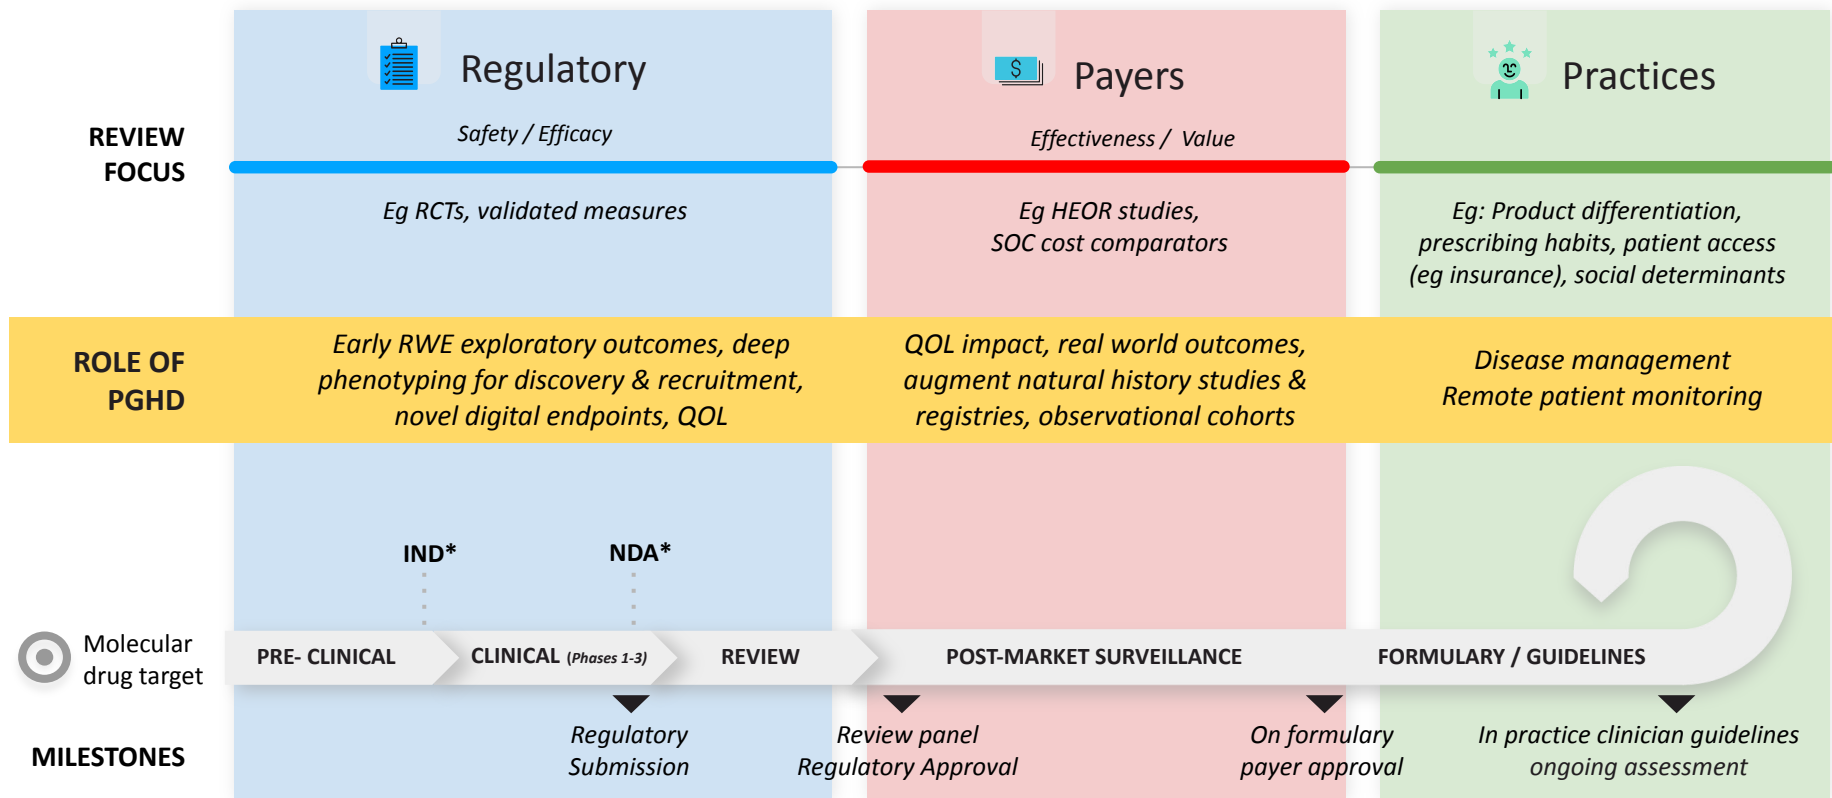 Regulatory
Payers
Practices
REVIEW
FOCUS
Safety / Efficacy
Effectiveness / Value
Eg RCTs, validated measures
Eg HEOR studies,
SOC cost comparators
Eg: Product differentiation,
prescribing habits, patient access
(eg insurance), social determinants
ROLE OF
PGHD
Early RWE exploratory outcomes, deep
phenotyping for discovery & recruitment,
novel digital endpoints, QOL
QOL impact, real world outcomes,
augment natural history studies &
registries, observational cohorts
Disease management
Remote patient monitoring
IND*
NDA*
Molecular
drug target
PRE- CLINICAL
CLINICAL (Phases 1-3)
REVIEW
POST-MARKET SURVEILLANCE
FORMULARY / GUIDELINES
MILESTONES
Regulatory
Submission
Review panel
Regulatory Approval
On formulary
payer approval
In practice clinician guidelines
ongoing assessment
$